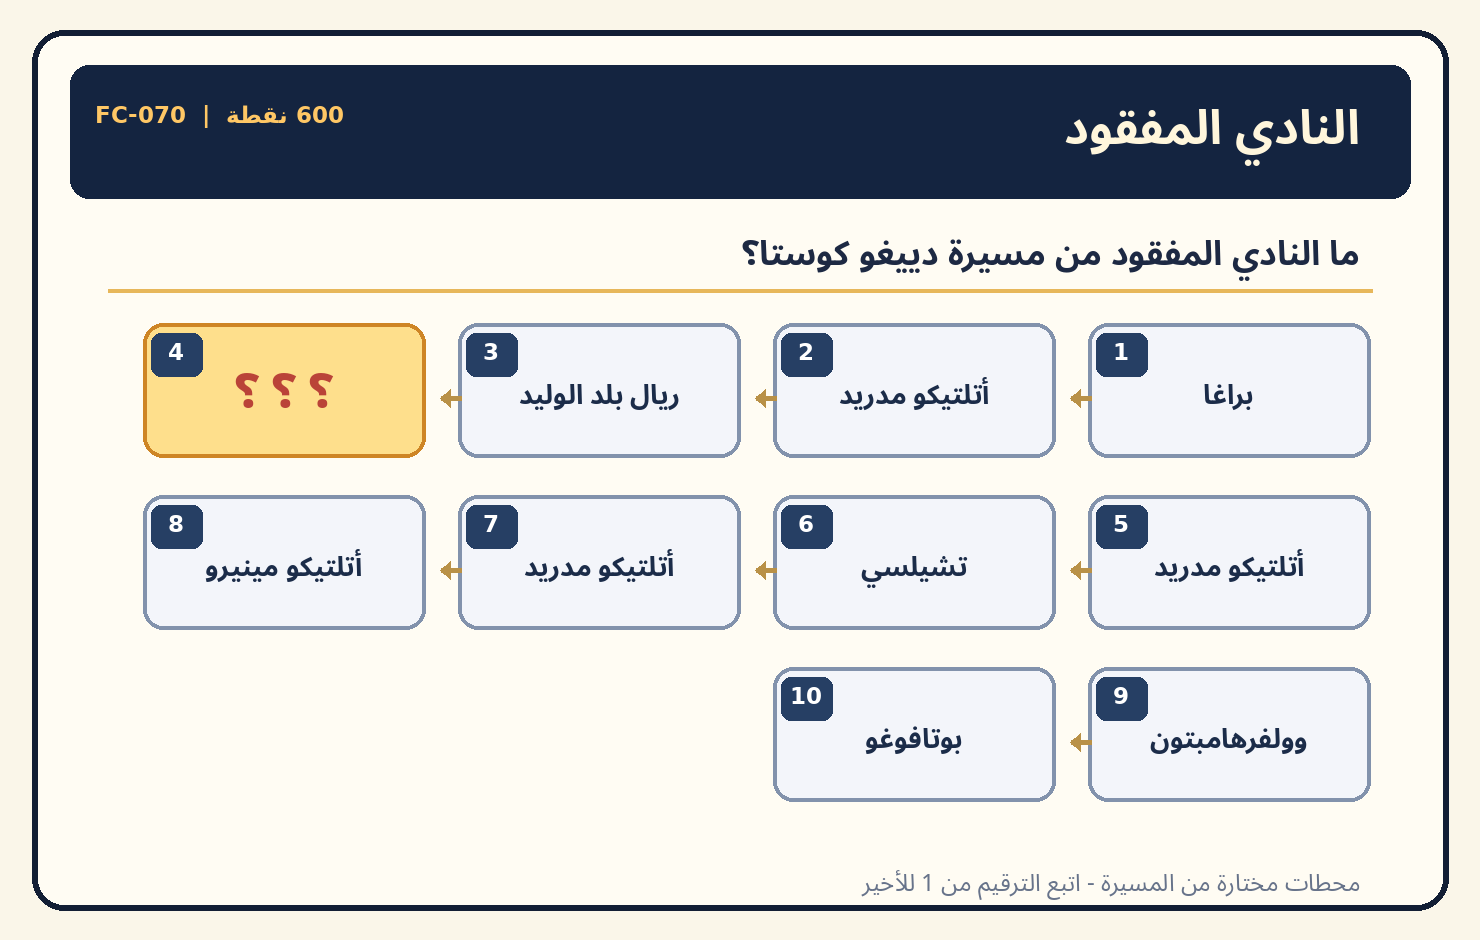 النادي المفقود
600 نقطة | FC-070
ما النادي المفقود من مسيرة دييغو كوستا؟
1
براغا
2
أتلتيكو مدريد
3
ريال بلد الوليد
4
؟ ؟ ؟
5
أتلتيكو مدريد
6
تشيلسي
7
أتلتيكو مدريد
8
أتلتيكو مينيرو
9
وولفرهامبتون
10
بوتافوغو
محطات مختارة من المسيرة - اتبع الترقيم من 1 للأخير